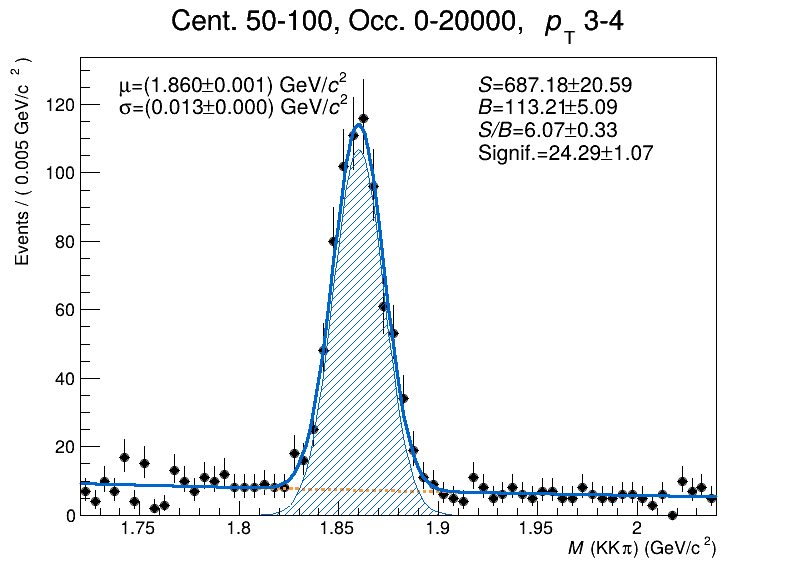 Cent. 50-100, Occ. 0-20000, p_T 3-4
μ=(1.860±0.001) GeV/c²
σ=(0.013±0.000) GeV/c²
S=687.18±20.59
B=113.21±5.09
S/B=6.07±0.33
Signif.=24.29±1.07
Events / ( 0.005 GeV/c ² )
120
100
80
60
40
20
0
1.75 1.8 1.85 1.9 1.95 2
M (KKπ) (GeV/c²)